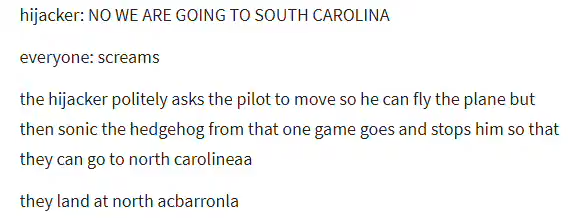 hijacker: NO WE ARE GOING TO SOUTH CAROLINA
everyone: screams
the hijacker politely asks the pilot to move so he can fly the plane but
then sonic the hedgehog from that one game goes and stops him so that
they can go to north carolineaa
they land at north acbarronla